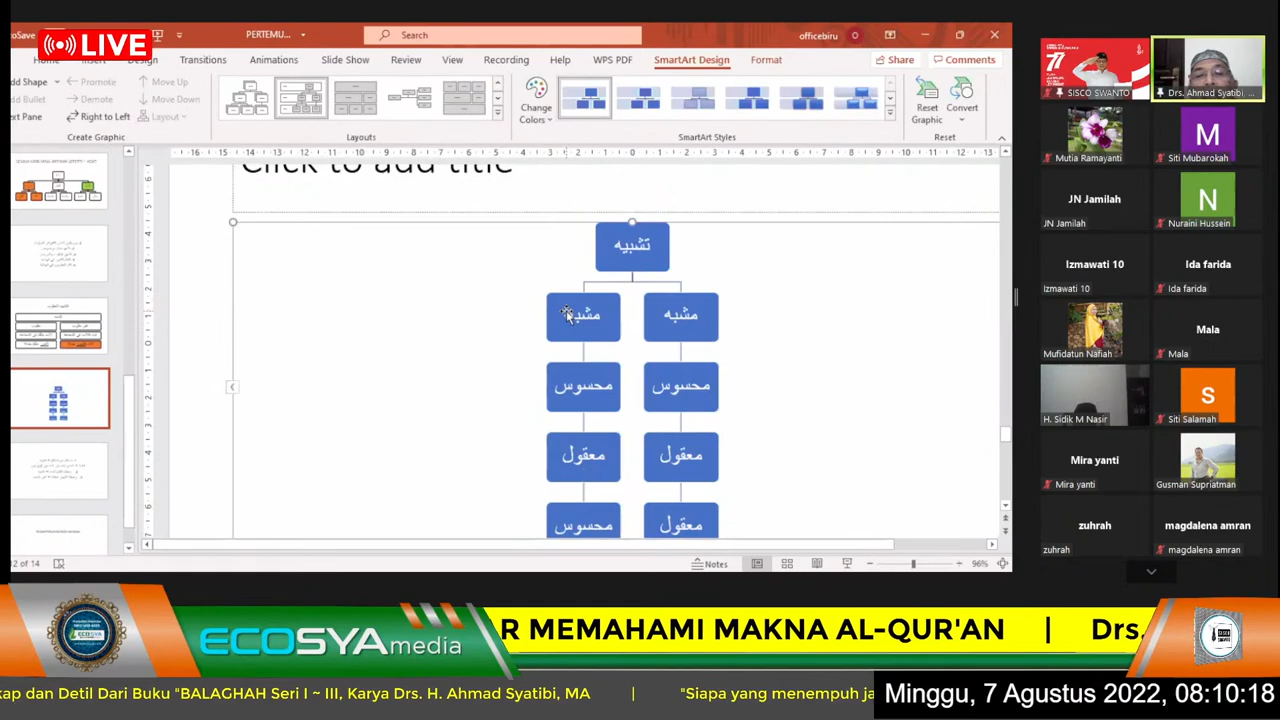 LIVE
PERTEMU...
Search
officebiru
O
Home
Insert
Design
Transitions
Animations
Slide Show
Review
View
Recording
Help
WPS PDF
SmartArt Design
Format
Share
Comments
Add Shape
Promote
Move Up
Add Bullet
Demote
Move Down
Text Pane
Right to Left
Layout
Change Colors
Reset Graphic
Convert
Create Graphic
Layouts
SmartArt Styles
Reset
Click to add title
تشبيه
مشبه
مشبه
محسوس
محسوس
معقول
معقول
معقول
محسوس
12 of 14
Notes
96%
77
SISCO SWANTO
Drs. Ahmad Syatibi, ...
Mutia Ramayanti
M
Siti Mubarokah
JN Jamilah
JN Jamilah
N
Nuraini Hussein
Izmawati 10
Izmawati 10
Ida farida
Ida farida
Mufidatun Nafiah
Mala
Mala
H. Sidik M Nasir
S
Siti Salamah
Mira yanti
Mira yanti
Gusman Supriatman
zuhrah
zuhrah
magdalena amran
magdalena amran
ECOSYA media
R MEMAHAMI MAKNA AL-QUR'AN | Drs.
kap dan Detil Dari Buku "BALAGHAH Seri I ~ III, Karya Drs. H. Ahmad Syatibi, MA | "Siapa yang menempuh ja
Minggu, 7 Agustus 2022, 08:10:18